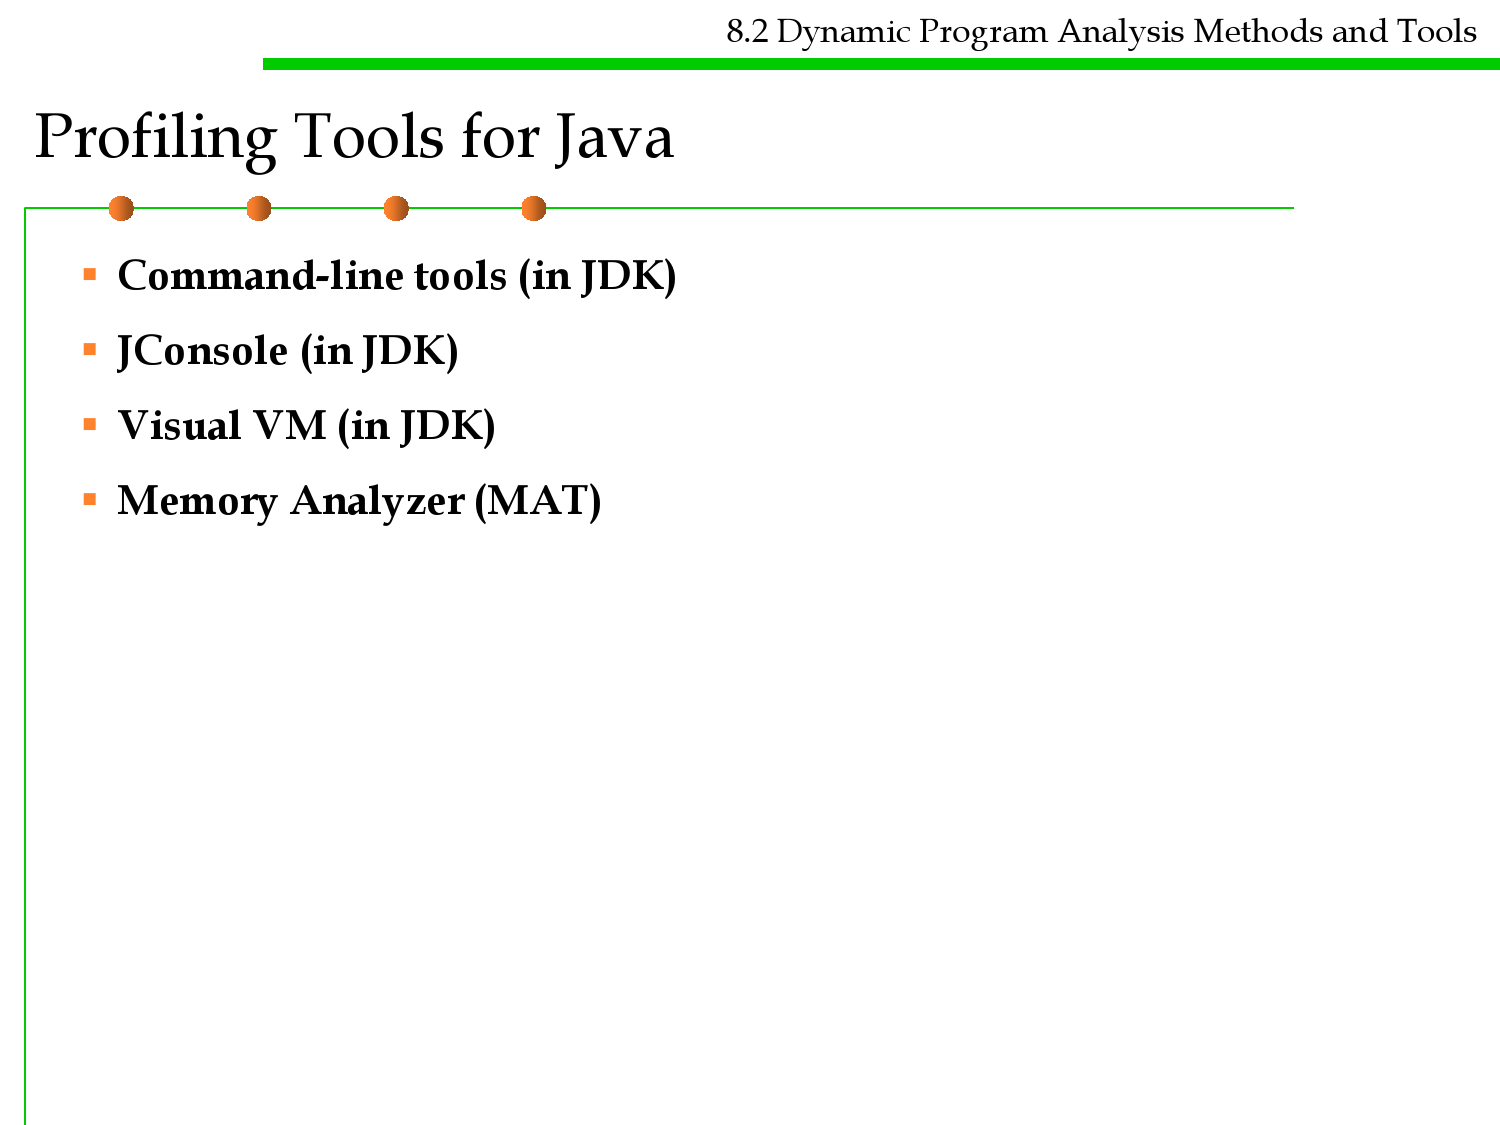 8.2 Dynamic Program Analysis Methods and Tools
Profiling Tools for Java
▪ Command-line tools (in JDK)
▪ JConsole (in JDK)
▪ Visual VM (in JDK)
▪ Memory Analyzer (MAT)